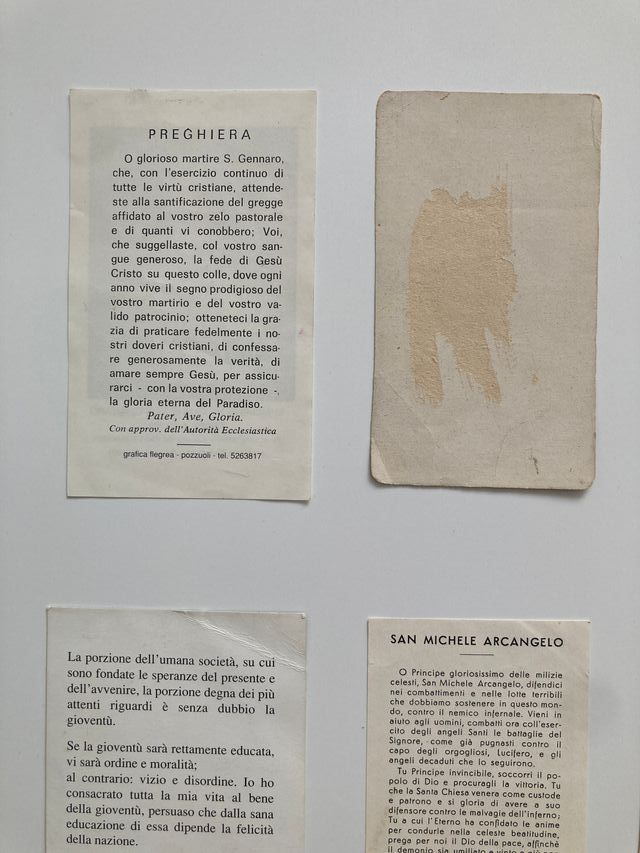 PREGHIERA
O glorioso martire S. Gennaro,
che, con l'esercizio continuo di
tutte le virtù cristiane, attende-
ste alla santificazione del gregge
affidato al vostro zelo pastorale
e di quanti vi conobbero; Voi,
che suggellaste, col vostro san-
gue generoso, la fede di Gesù
Cristo su questo colle, dove ogni
anno vive il segno prodigioso del
vostro martirio e del vostro va-
lido patrocinio; otteneteci la gra-
zia di praticare fedelmente i no-
stri doveri cristiani, di confessa-
re generosamente la verità, di
amare sempre Gesù, per assicu-
rarci - con la vostra protezione -,
la gloria eterna del Paradiso.
Pater, Ave, Gloria.
Con approv. dell'Autorità Ecclesiastica
grafica flegrea - pozzuoli - tel. 5263817
La porzione dell'umana società, su cui
sono fondate le speranze del presente e
dell'avvenire, la porzione degna dei più
attenti riguardi è senza dubbio la
gioventù.
Se la gioventù sarà rettamente educata,
vi sarà ordine e moralità;
al contrario: vizio e disordine. Io ho
consacrato tutta la mia vita al bene
della gioventù, persuaso che dalla sana
educazione di essa dipende la felicità
della nazione.
SAN MICHELE ARCANGELO
O Principe gloriosissimo delle milizie
celesti, San Michele Arcangelo, difendici
nei combattimenti e nelle lotte terribili
che dobbiamo sostenere in questo mon-
do, contro il nemico infernale. Vieni in
aiuto agli uomini, combatti ora coll'eser-
cito degli angeli Santi le battaglie del
Signore, come già pugnasti contro il
capo degli orgogliosi, Lucifero, e gli
angeli decaduti che lo seguirono.
Tu Principe invincibile, soccorri il po-
polo di Dio e procuragli la vittoria. Tu
che la Santa Chiesa venera come custode
e patrono e si gloria di avere a suo
difensore contro le malvagie dell'inferno;
Tu a cui l'Eterno ha confidato le anime
per condurle nella celeste beatitudine,
prega per noi il Dio della pace, affinchè
il demonio sia umiliato e vinto